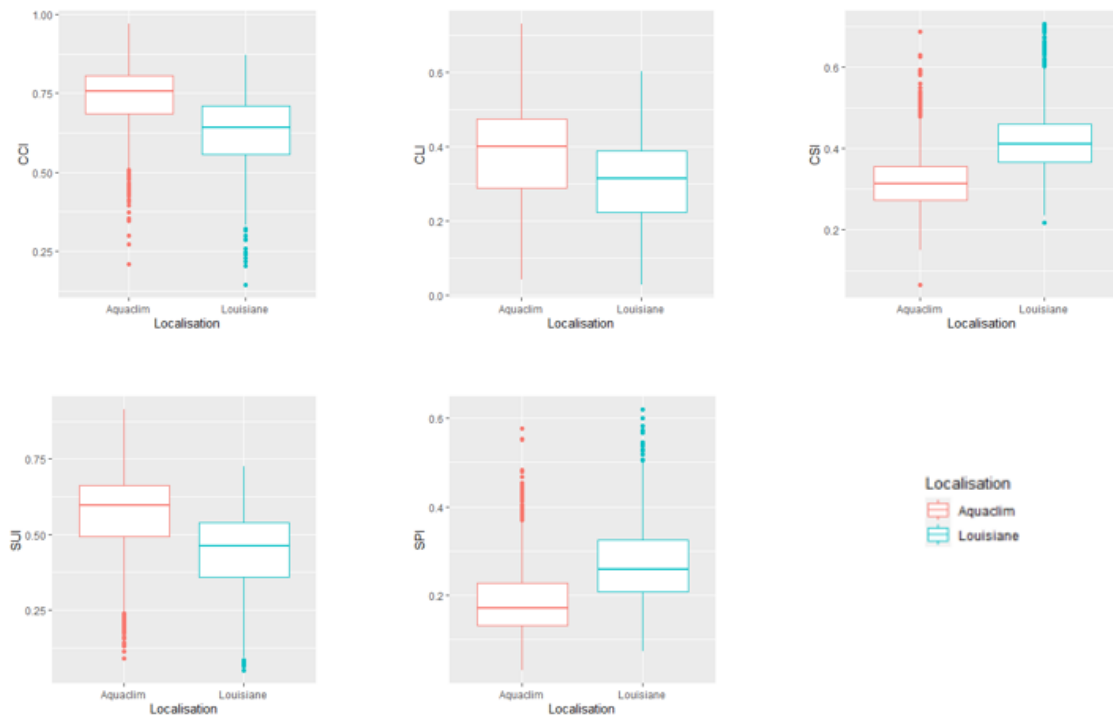 1.00
0.75
0.50
0.25
CCI
Aquaclim Louisiane
Localisation
0.6
0.4
0.2
0.0
CLI
Aquaclim Louisiane
Localisation
0.6
0.4
0.2
CSI
Aquaclim Louisiane
Localisation
0.75
0.50
0.25
SUI
Aquaclim Louisiane
Localisation
0.6
0.4
0.2
SPI
Aquaclim Louisiane
Localisation
Localisation
Aquaclim
Louisiane